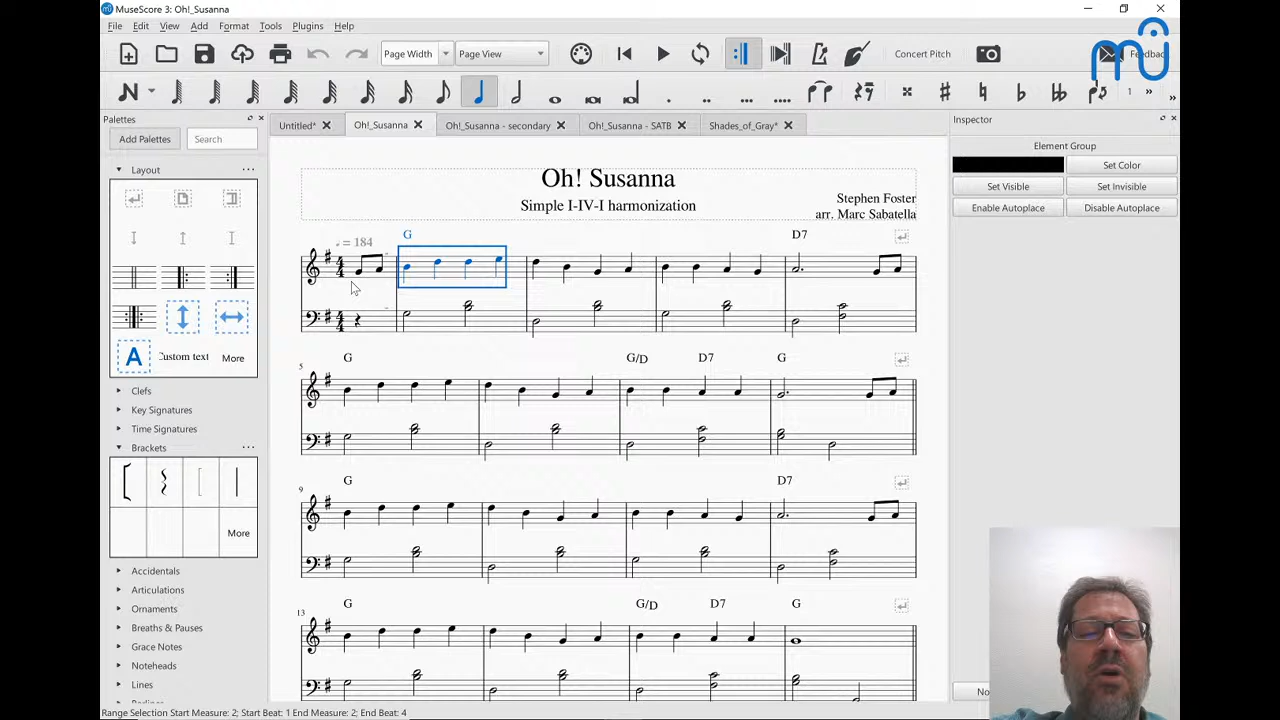 MuseScore 3: Oh!_Susanna
File Edit View Add Format Tools Plugins Help
Page Width Page View Concert Pitch Feedback
1 » »
Palettes
Untitled* Oh!_Susanna Oh!_Susanna - secondary Oh!_Susanna - SATB Shades_of_Gray*
Inspector
Add Palettes Search
Element Group
Layout
Set Color
Set Visible Set Invisible
Enable Autoplace Disable Autoplace
Oh! Susanna
Simple I-IV-I harmonization
Stephen Foster
arr. Marc Sabatella
G D7
= 184
A Custom text More
5
G G/D D7 G
Clefs
Key Signatures
Time Signatures
Brackets
More
9
G D7
Accidentals
Articulations
Ornaments
Breaths & Pauses
Grace Notes
Noteheads
Lines
13
G G/D D7 G
Range Selection Start Measure: 2; Start Beat: 1 End Measure: 2; End Beat: 4